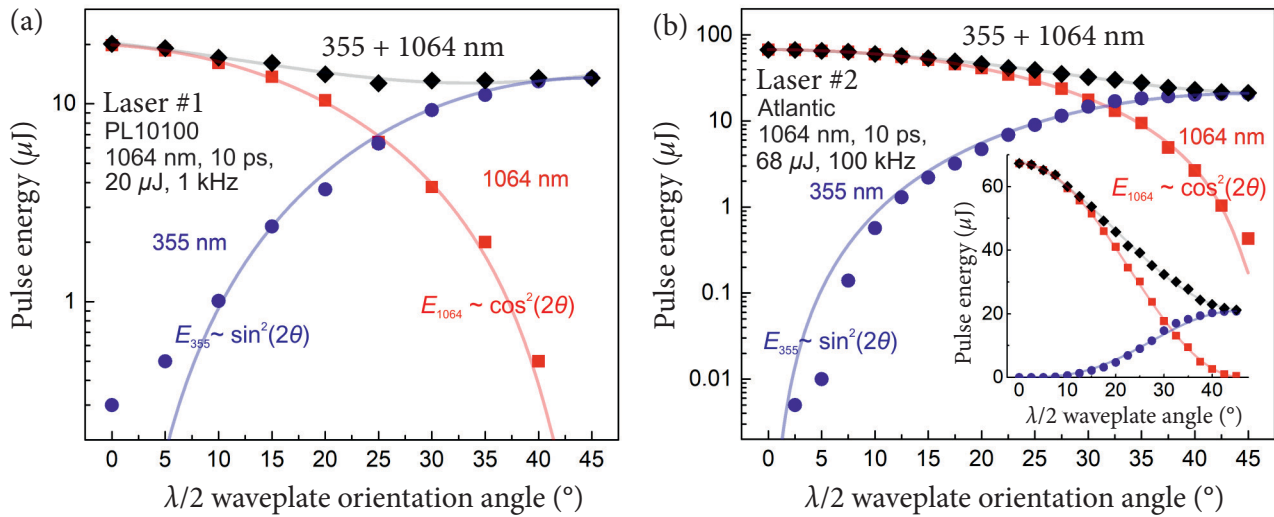 (a)
355 + 1064 nm
10
1
Pulse energy (μJ)
Laser #1
PL10100
1064 nm, 10 ps,
20 μJ, 1 kHz
1064 nm
355 nm
E355 ~ sin²(2θ)
E1064 ~ cos²(2θ)
0 5 10 15 20 25 30 35 40 45
λ/2 waveplate orientation angle (°)
(b)
355 + 1064 nm
100
10
1
0.1
0.01
Pulse energy (μJ)
Laser #2
Atlantic
1064 nm, 10 ps,
68 μJ, 100 kHz
1064 nm
355 nm
E355 ~ sin²(2θ)
E1064 ~ cos²(2θ)
60
40
20
0
Pulse energy (μJ)
0 10 20 30 40
λ/2 waveplate angle (°)
0 5 10 15 20 25 30 35 40 45
λ/2 waveplate orientation angle (°)